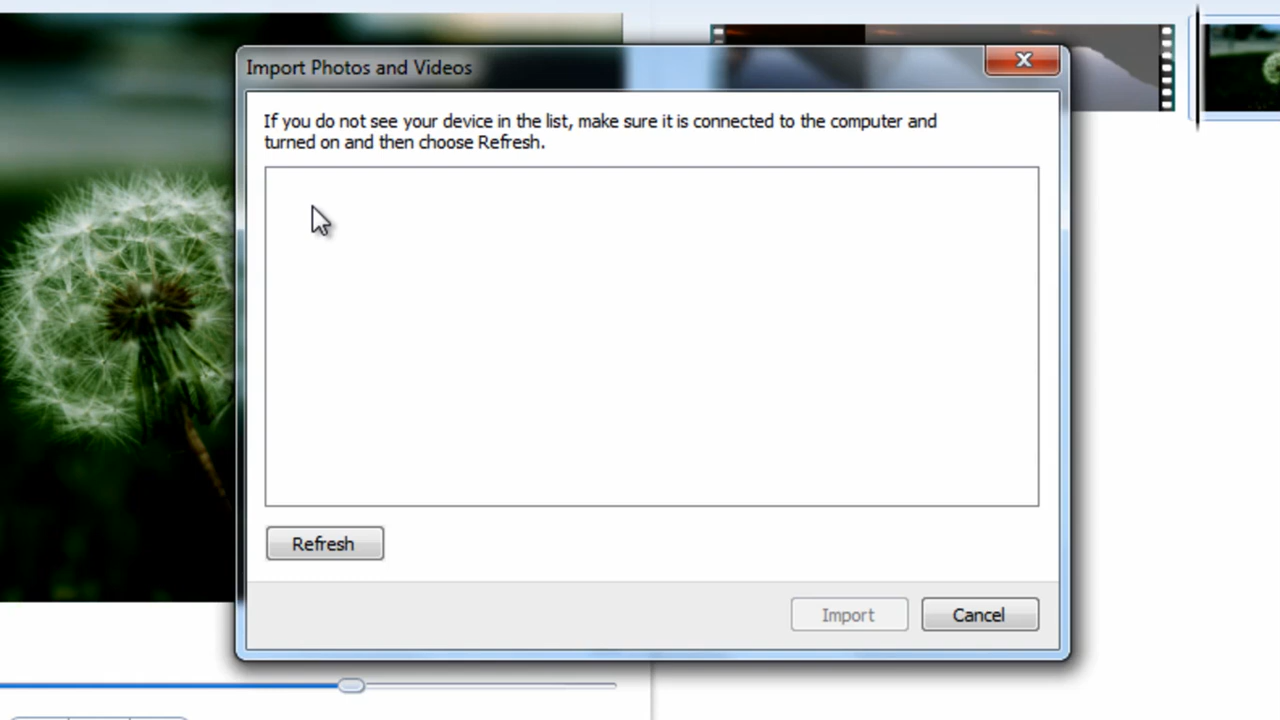 Import Photos and Videos
If you do not see your device in the list, make sure it is connected to the computer and
turned on and then choose Refresh.
Refresh
Import
Cancel